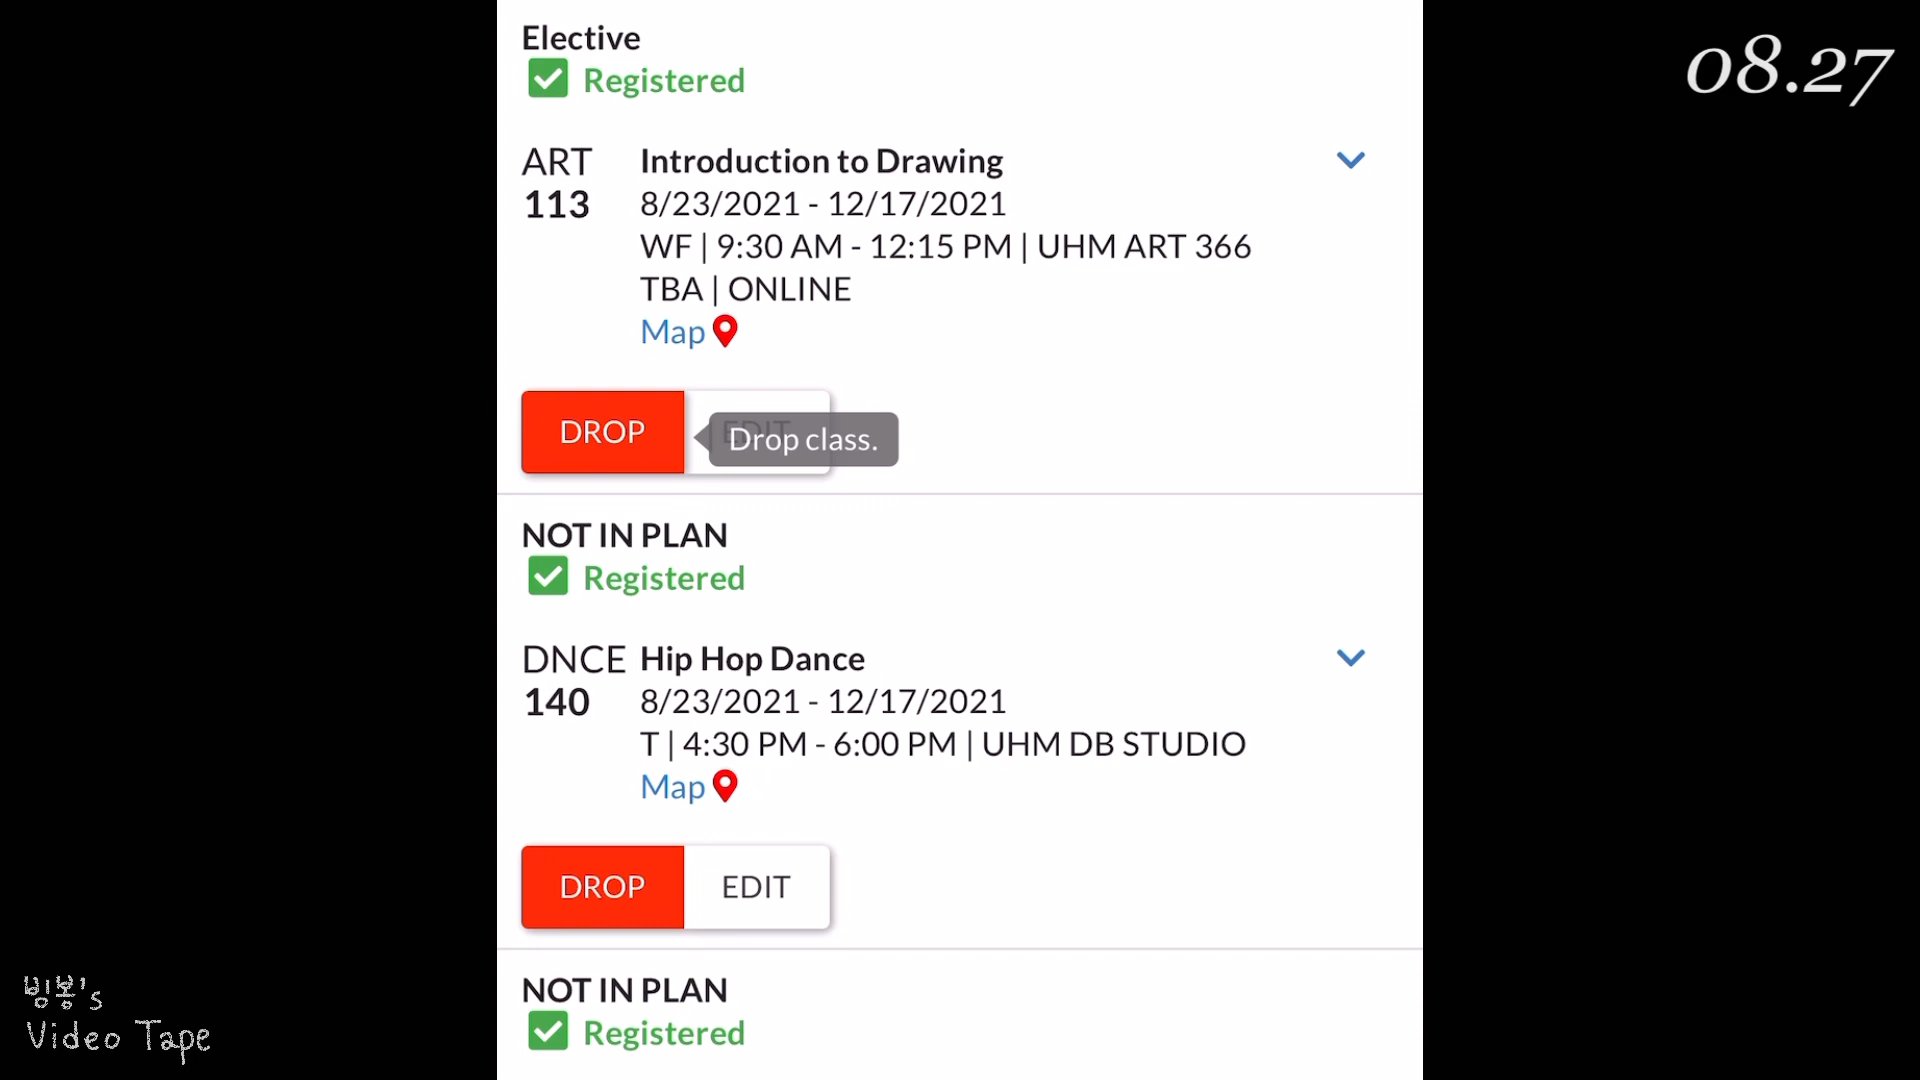 Elective
Registered
08.27
ART 113
Introduction to Drawing
8/23/2021 - 12/17/2021
WF | 9:30 AM - 12:15 PM | UHM ART 366
TBA | ONLINE
Map
DROP
EDIT
Drop class.
NOT IN PLAN
Registered
DNCE 140
Hip Hop Dance
8/23/2021 - 12/17/2021
T | 4:30 PM - 6:00 PM | UHM DB STUDIO
Map
DROP
EDIT
NOT IN PLAN
Registered
빙봉's
Video Tape